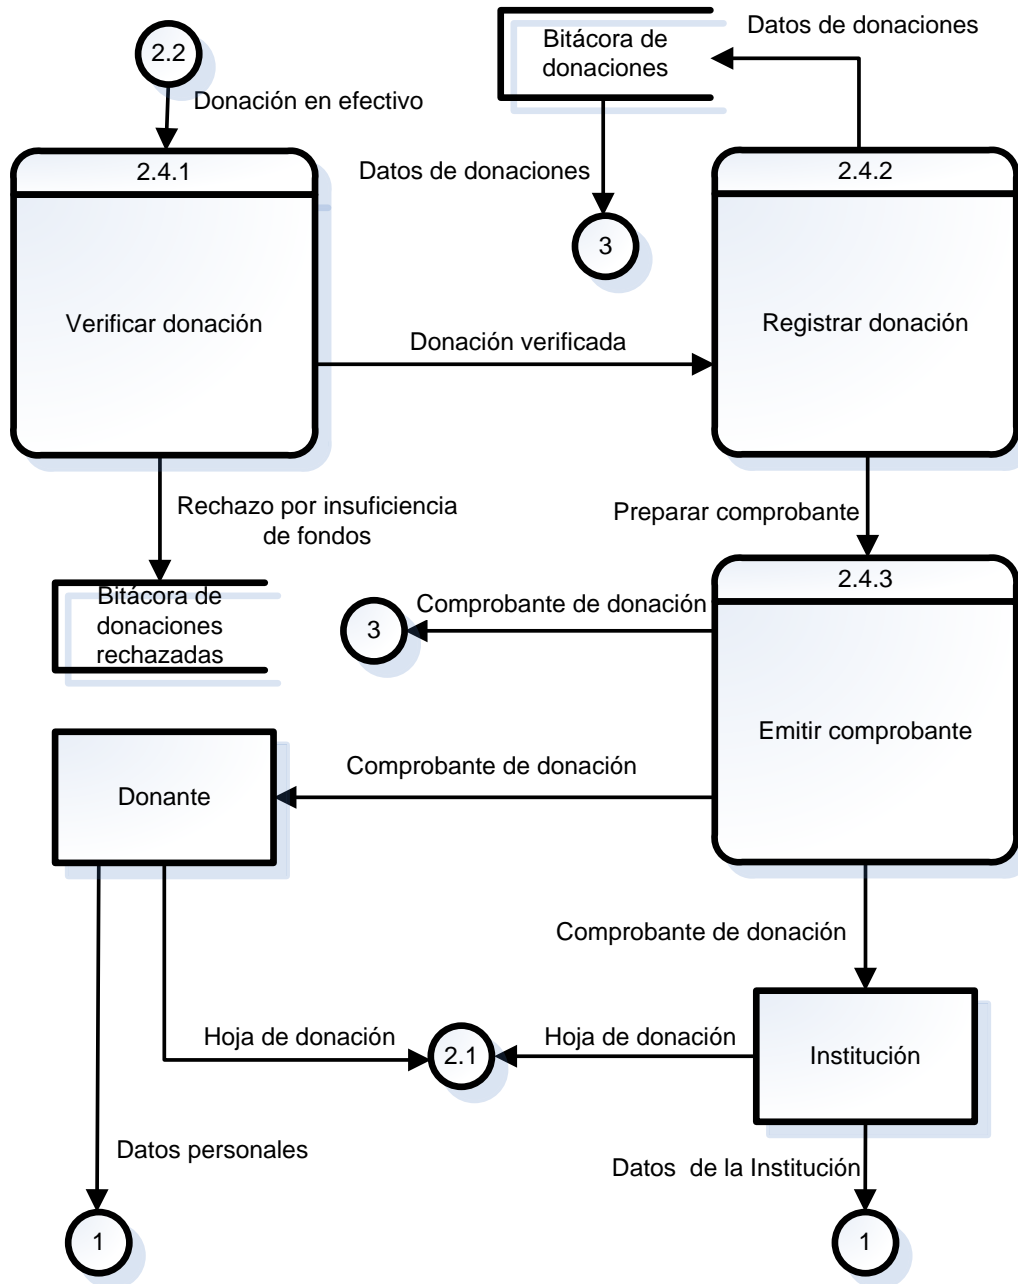 2.2
Donación en efectivo
Bitácora de
donaciones
Datos de donaciones
Datos de donaciones
3
2.4.1
Verificar donación
2.4.2
Registrar donación
Donación verificada
Rechazo por insuficiencia
de fondos
Preparar comprobante
Bitácora de
donaciones
rechazadas
2.4.3
Comprobante de donación
3
Emitir comprobante
Comprobante de donación
Donante
Comprobante de donación
Hoja de donación
2.1
Hoja de donación
Institución
Datos personales
Datos  de la Institución
1
1